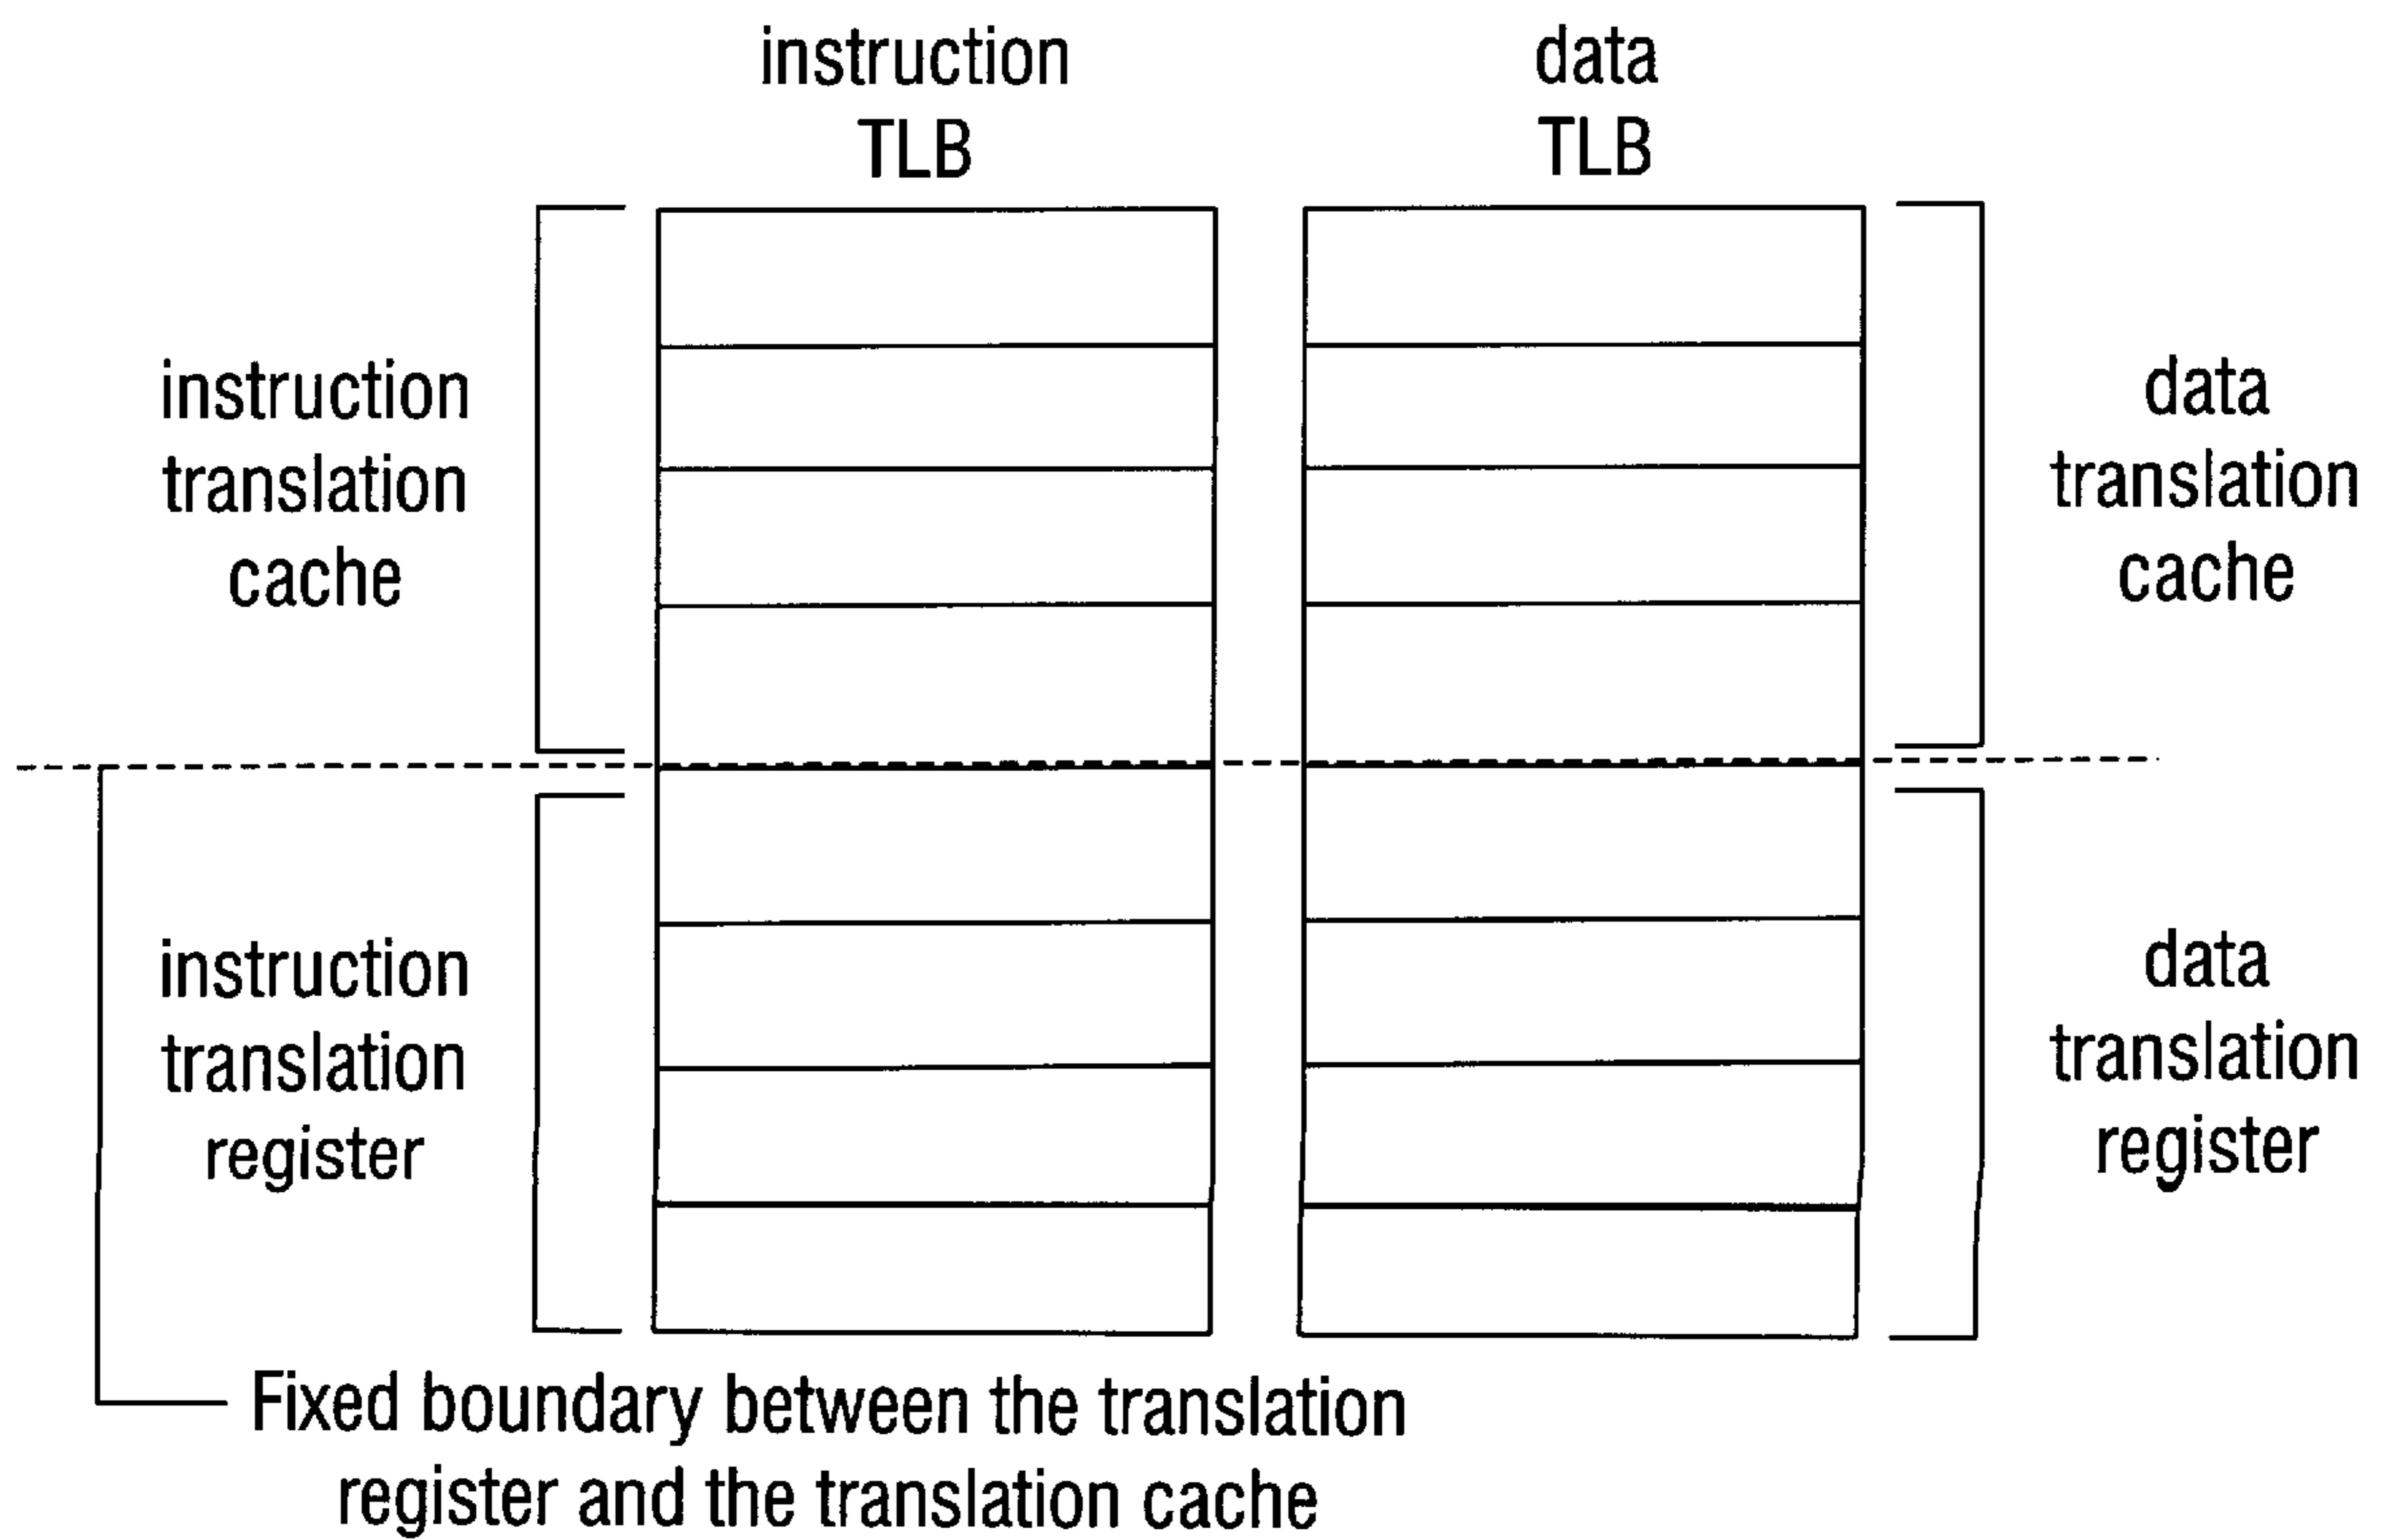 instruction
TLB
data
TLB
instruction
translation
cache
data
translation
cache
instruction
translation
register
data
translation
register
Fixed boundary between the translation
register and the translation cache